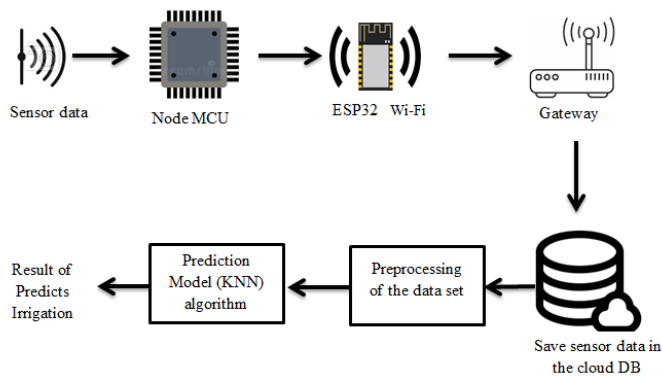 Sensor data
Node MCU
ESP32 Wi-Fi
Gateway
Result of
Predicts
Irrigation
Prediction
Model (KNN)
algorithm
Preprocessing
of the data set
Save sensor data in
the cloud DB